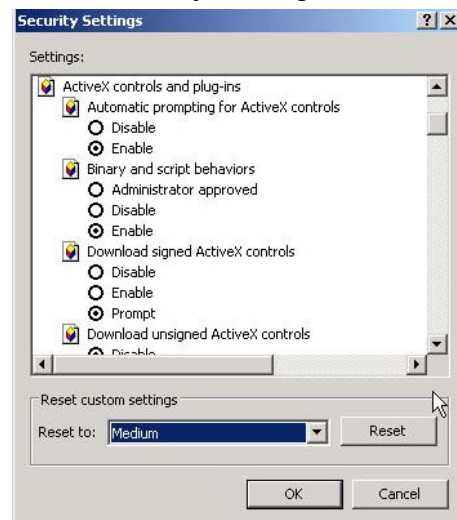 Security Settings
Settings:
ActiveX controls and plug-ins
Automatic prompting for ActiveX controls
Disable
Enable
Binary and script behaviors
Administrator approved
Disable
Enable
Download signed ActiveX controls
Disable
Enable
Prompt
Download unsigned ActiveX controls
Disable
Reset custom settings
Reset to: Medium Reset
OK Cancel